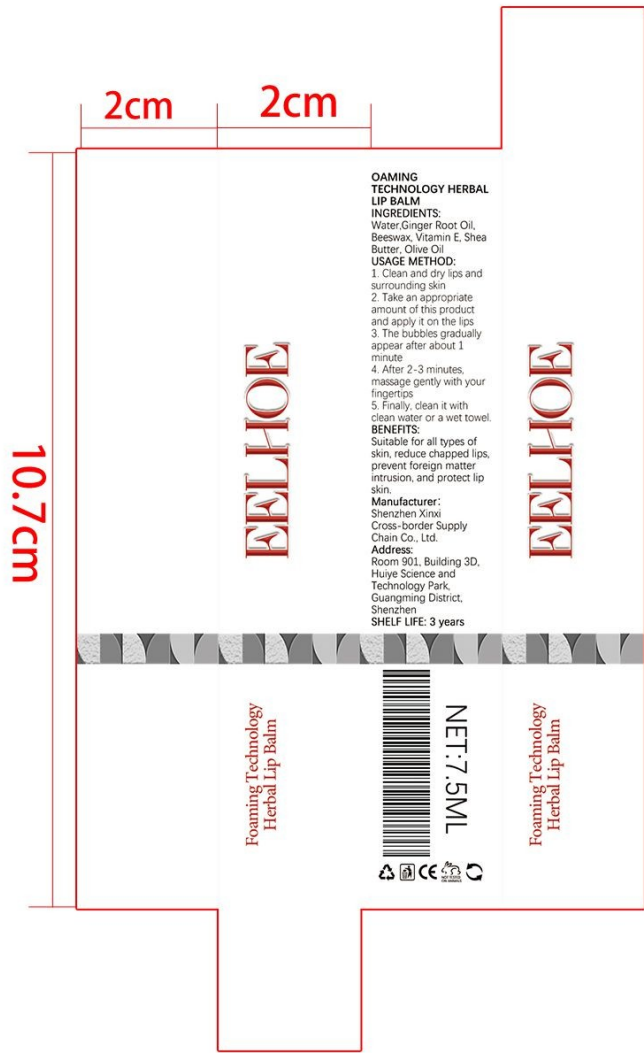 2cm
2cm
10.7cm
EELHOE
OAMING
TECHNOLOGY HERBAL
LIP BALM
INGREDIENTS:
Water,Ginger Root Oil,
Beeswax, Vitamin E, Shea
Butter, Olive Oil
USAGE METHOD:
1. Clean and dry lips and
surrounding skin
2. Take an appropriate
amount of this product
and apply it on the lips
3. The bubbles gradually
appear after about 1
minute
4. After 2-3 minutes,
massage gently with your
fingertips
5. Finally, clean it with
clean water or a wet towel.
BENEFITS:
Suitable for all types of
skin, reduce chapped lips,
prevent foreign matter
intrusion, and protect lip
skin.
Manufacturer:
Shenzhen Xinxi
Cross-border Supply
Chain Co., Ltd.
Address:
Room 901, Building 3D,
Huiye Science and
Technology Park,
Guangming District,
Shenzhen
SHELF LIFE: 3 years
EELHOE
Foaming Technology
Herbal Lip Balm
NET:7.5ML
CE
NOT TESTED
ON ANIMALS
Foaming Technology
Herbal Lip Balm